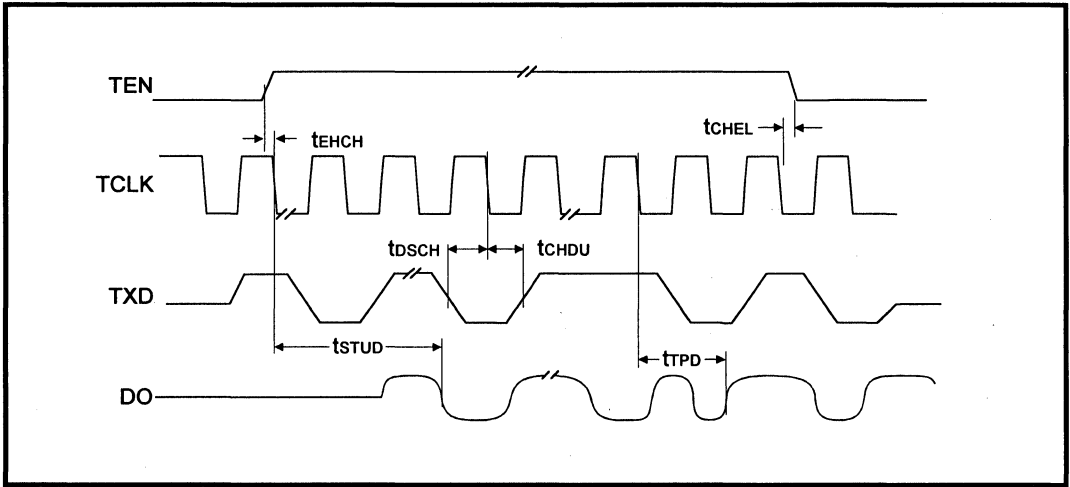 TEN
tEHCH
tCHEL
TCLK
tDSCH
tCHDU
TXD
tSTUD
tTPD
DO